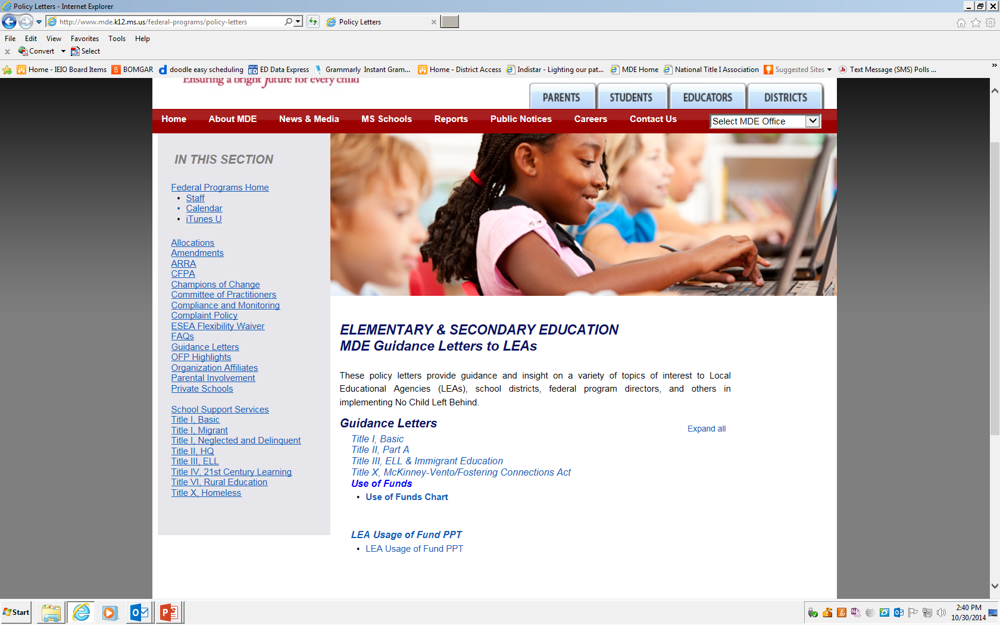 Policy Letters - Internet Explorer
http://www.mde.k12.ms.us/federal-programs/policy-letters
Policy Letters
File Edit View Favorites Tools Help
x Convert Select
Home - IEIO Board Items BOMGAR doodle easy scheduling ED Data Express Grammarly Instant Gram... Home - District Access Indistar - Lighting our pat... MDE Home National Title I Association Suggested Sites Text Message (SMS) Polls ... »
Ensuring a bright future for every child
PARENTS STUDENTS EDUCATORS DISTRICTS
Home About MDE News & Media MS Schools Reports Public Notices Careers Contact Us Select MDE Office
IN THIS SECTION
Federal Programs Home
• Staff
• Calendar
• iTunes U
Allocations
Amendments
ARRA
CFPA
Champions of Change
Committee of Practitioners
Compliance and Monitoring
Complaint Policy
ESEA Flexibility Waiver
FAQs
Guidance Letters
OFP Highlights
Organization Affiliates
Parental Involvement
Private Schools
School Support Services
Title I, Basic
Title I, Migrant
Title I, Neglected and Delinquent
Title II, HQ
Title III, ELL
Title IV, 21st Century Learning
Title VI, Rural Education
Title X, Homeless
ELEMENTARY & SECONDARY EDUCATION
MDE Guidance Letters to LEAs
These policy letters provide guidance and insight on a variety of topics of interest to Local
Educational Agencies (LEAs), school districts, federal program directors, and others in
implementing No Child Left Behind.
Guidance Letters
Expand all
Title I, Basic
Title II, Part A
Title III, ELL & Immigrant Education
Title X, McKinney-Vento/Fostering Connections Act
Use of Funds
• Use of Funds Chart
LEA Usage of Fund PPT
• LEA Usage of Fund PPT
Start
2:40 PM
10/30/2014